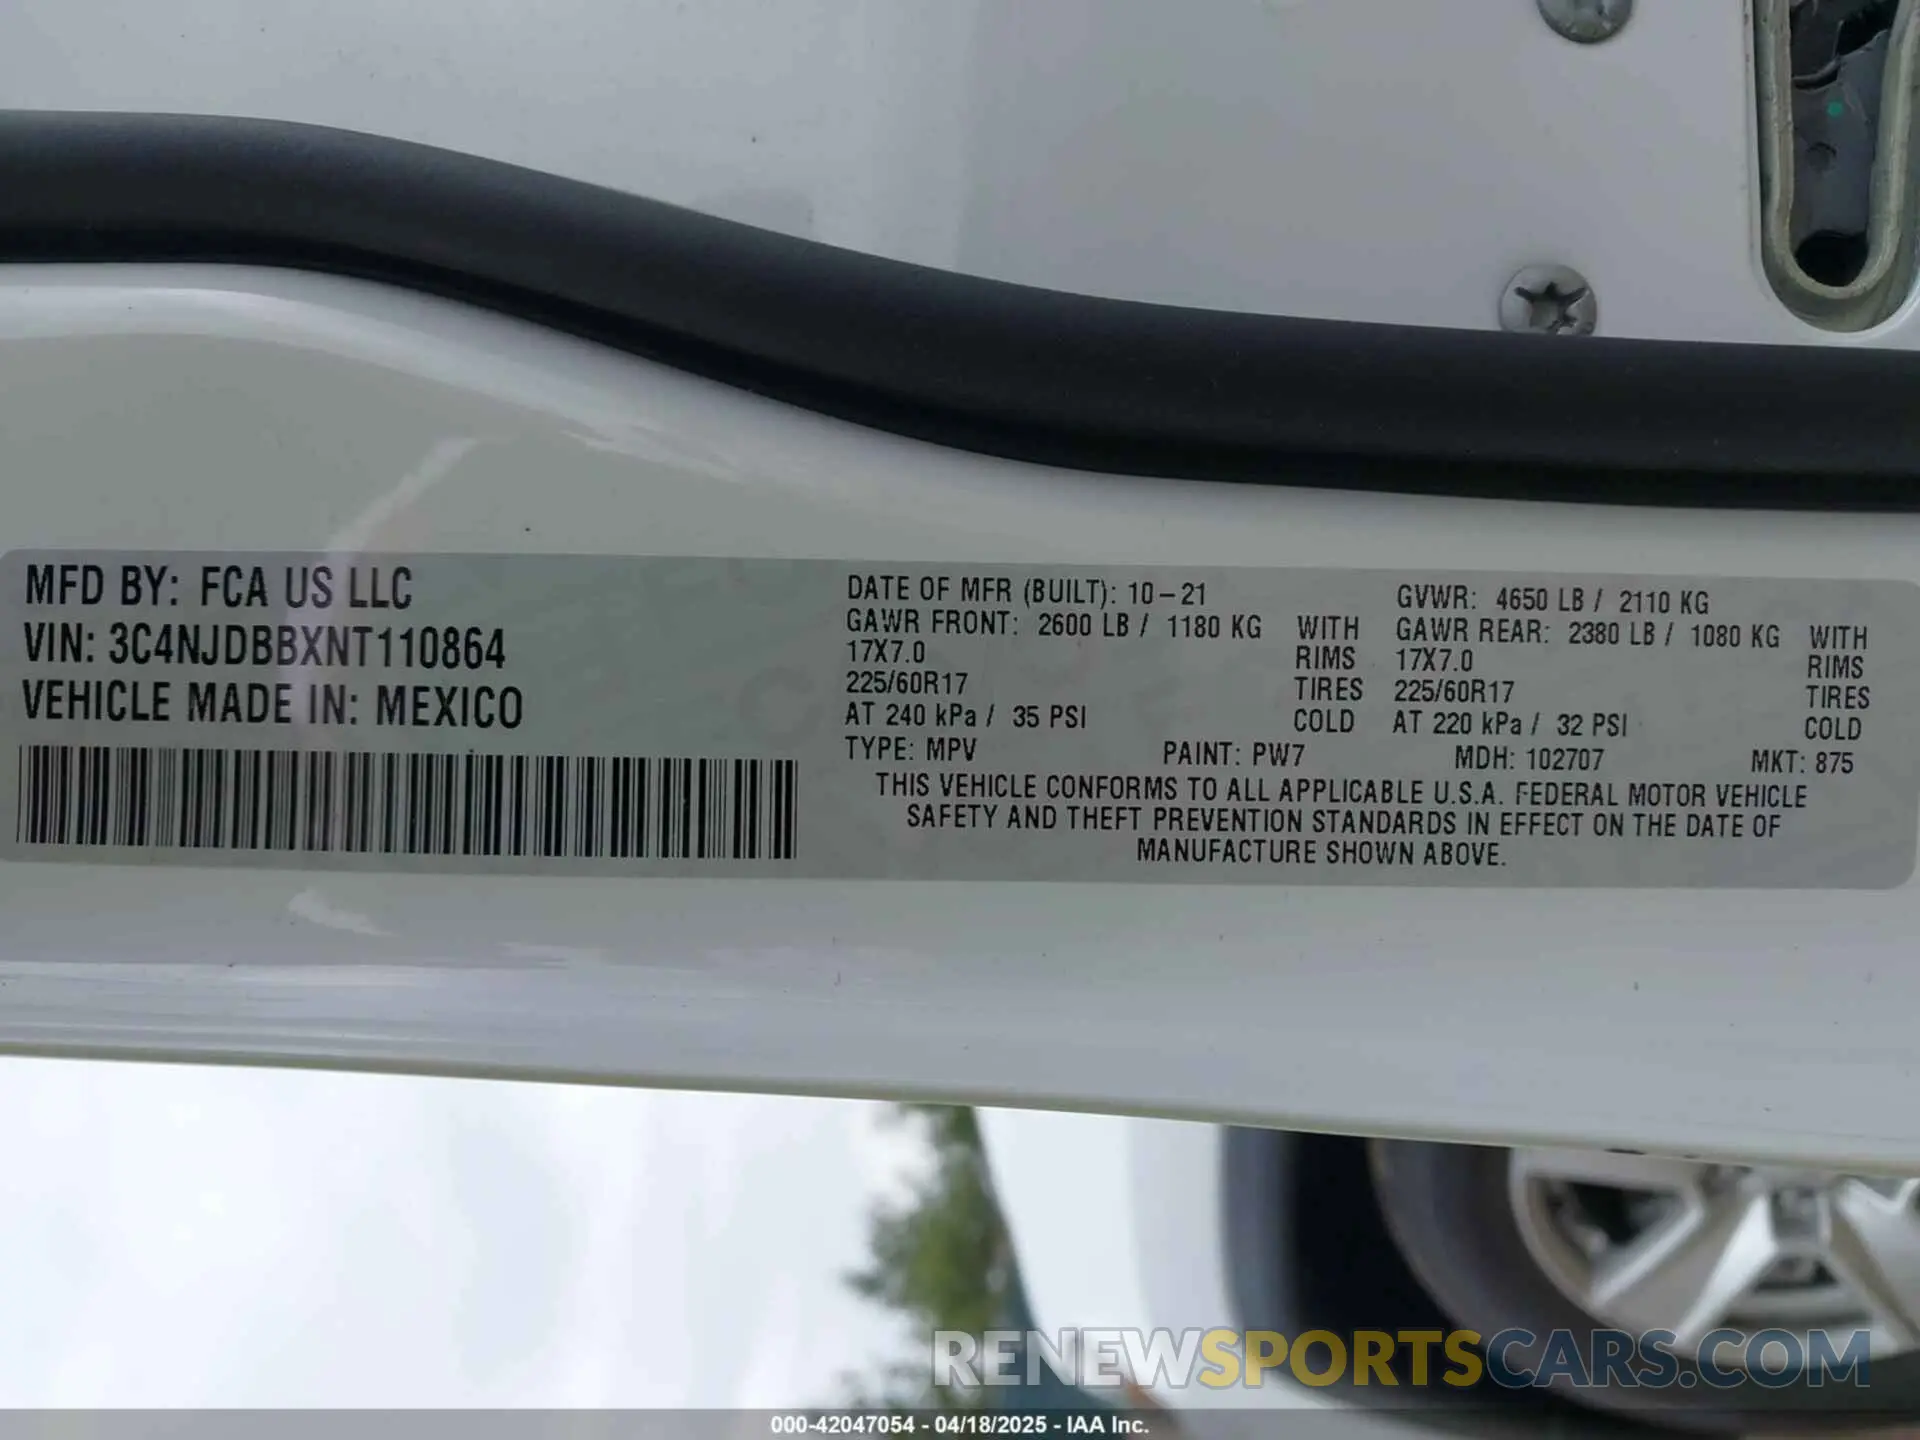 MFD BY: FCA US LLC
VIN: 3C4NJDBBXNT110864
VEHICLE MADE IN: MEXICO
DATE OF MFR (BUILT): 10-21
GVWR: 4650 LB / 2110 KG
GAWR FRONT: 2600 LB / 1180 KG WITH
17X7.0 RIMS
225/60R17 TIRES
AT 240 kPa / 35 PSI COLD
GAWR REAR: 2380 LB / 1080 KG WITH
17X7.0 RIMS
225/60R17 TIRES
AT 220 kPa / 32 PSI COLD
TYPE: MPV PAINT: PW7 MDH: 102707 MKT: 875
THIS VEHICLE CONFORMS TO ALL APPLICABLE U.S.A. FEDERAL MOTOR VEHICLE
SAFETY AND THEFT PREVENTION STANDARDS IN EFFECT ON THE DATE OF
MANUFACTURE SHOWN ABOVE.
RENEWSPORTSCARS.COM
000-42047054 - 04/18/2025 - IAA Inc.